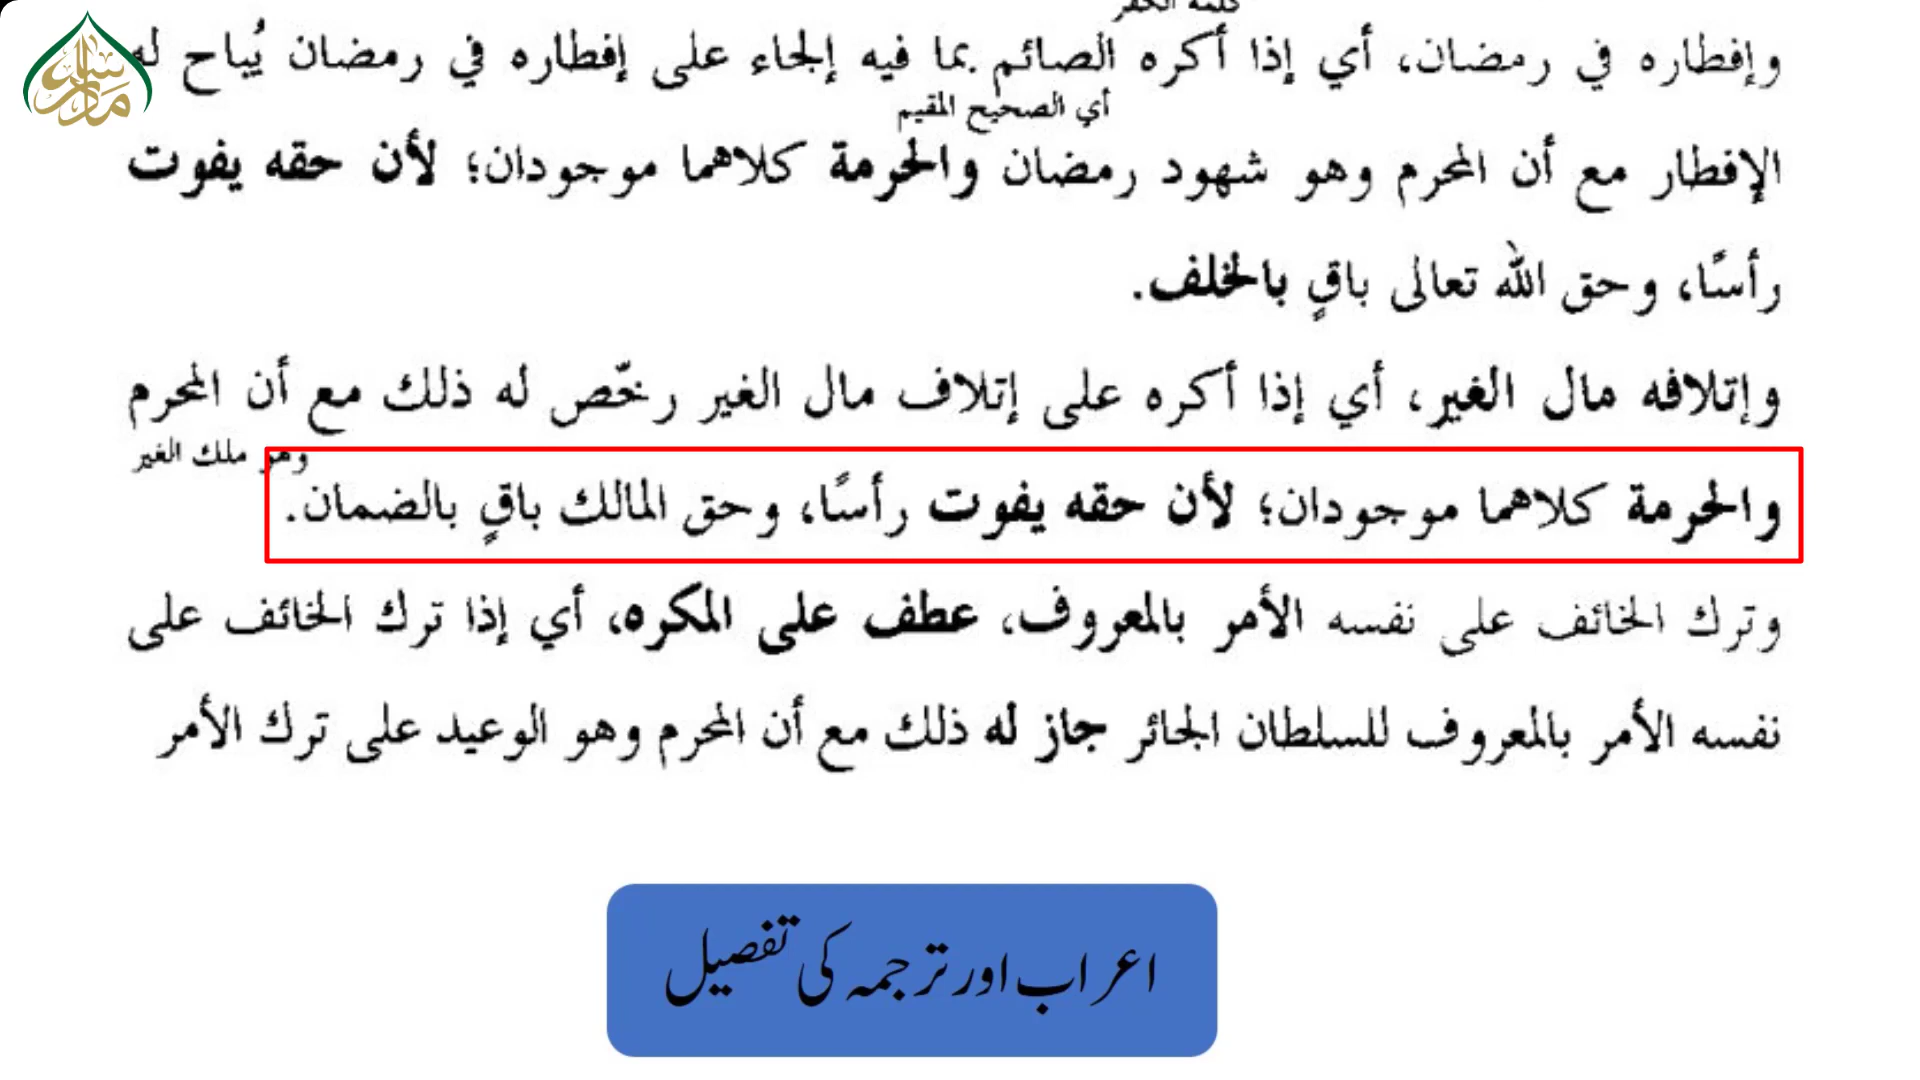 كلمة الكفر
وإفطاره في رمضان، أي إذا أكره الصائم بما فيه إلجاء على إفطاره في رمضان يُباح له
أي الصحيح المقيم
الإفطار مع أن المحرم وهو شهود رمضان والحرمة كلاهما موجودان؛ لأن حقه يفوت
رأسًا، وحق الله تعالى باقٍ بالخلف.
وإتلافه مال الغير، أي إذا أكره على إتلاف مال الغير رخّص له ذلك مع أن المحرم
وهو ملك الغير
والحرمة كلاهما موجودان؛ لأن حقه يفوت رأسًا، وحق المالك باقٍ بالضمان.
وترك الخائف على نفسه الأمر بالمعروف، عطف على المكره، أي إذا ترك الخائف على
نفسه الأمر بالمعروف للسلطان الجائر جاز له ذلك مع أن المحرم وهو الوعيد على ترك الأمر
اعراب اور ترجمہ کی تفصیل